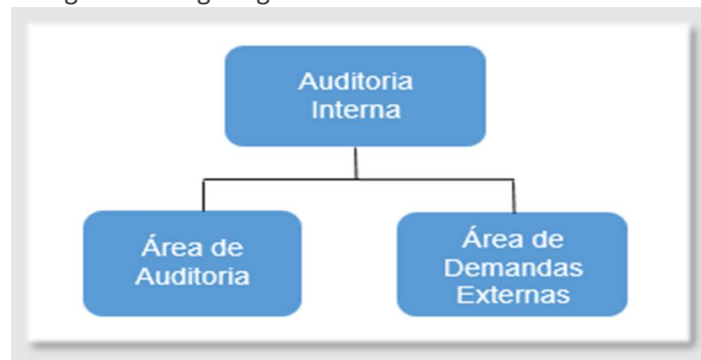 Auditoria
Interna
Área de
Auditoria
Área de
Demandas
Externas